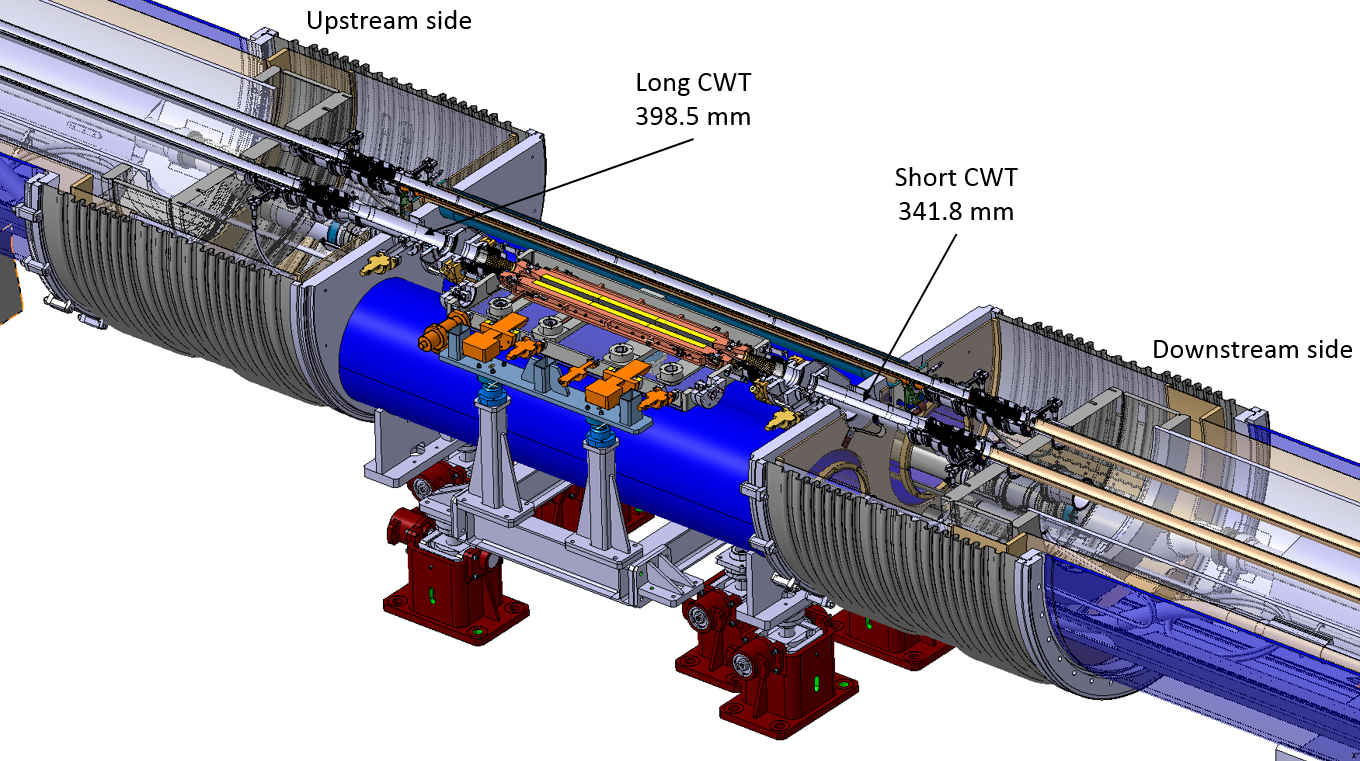 Upstream side
Long CWT
398.5 mm
Short CWT
341.8 mm
Downstream side